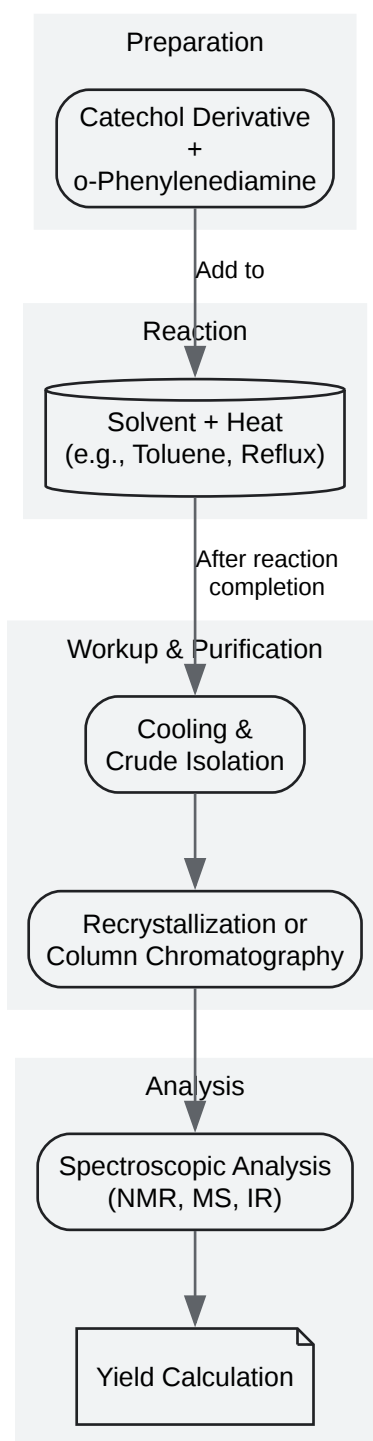 Preparation
Catechol Derivative
+
o-Phenylenediamine
Add to
Reaction
Solvent + Heat
(e.g., Toluene, Reflux)
After reaction
completion
Workup & Purification
Cooling &
Crude Isolation
Recrystallization or
Column Chromatography
Analysis
Spectroscopic Analysis
(NMR, MS, IR)
Yield Calculation